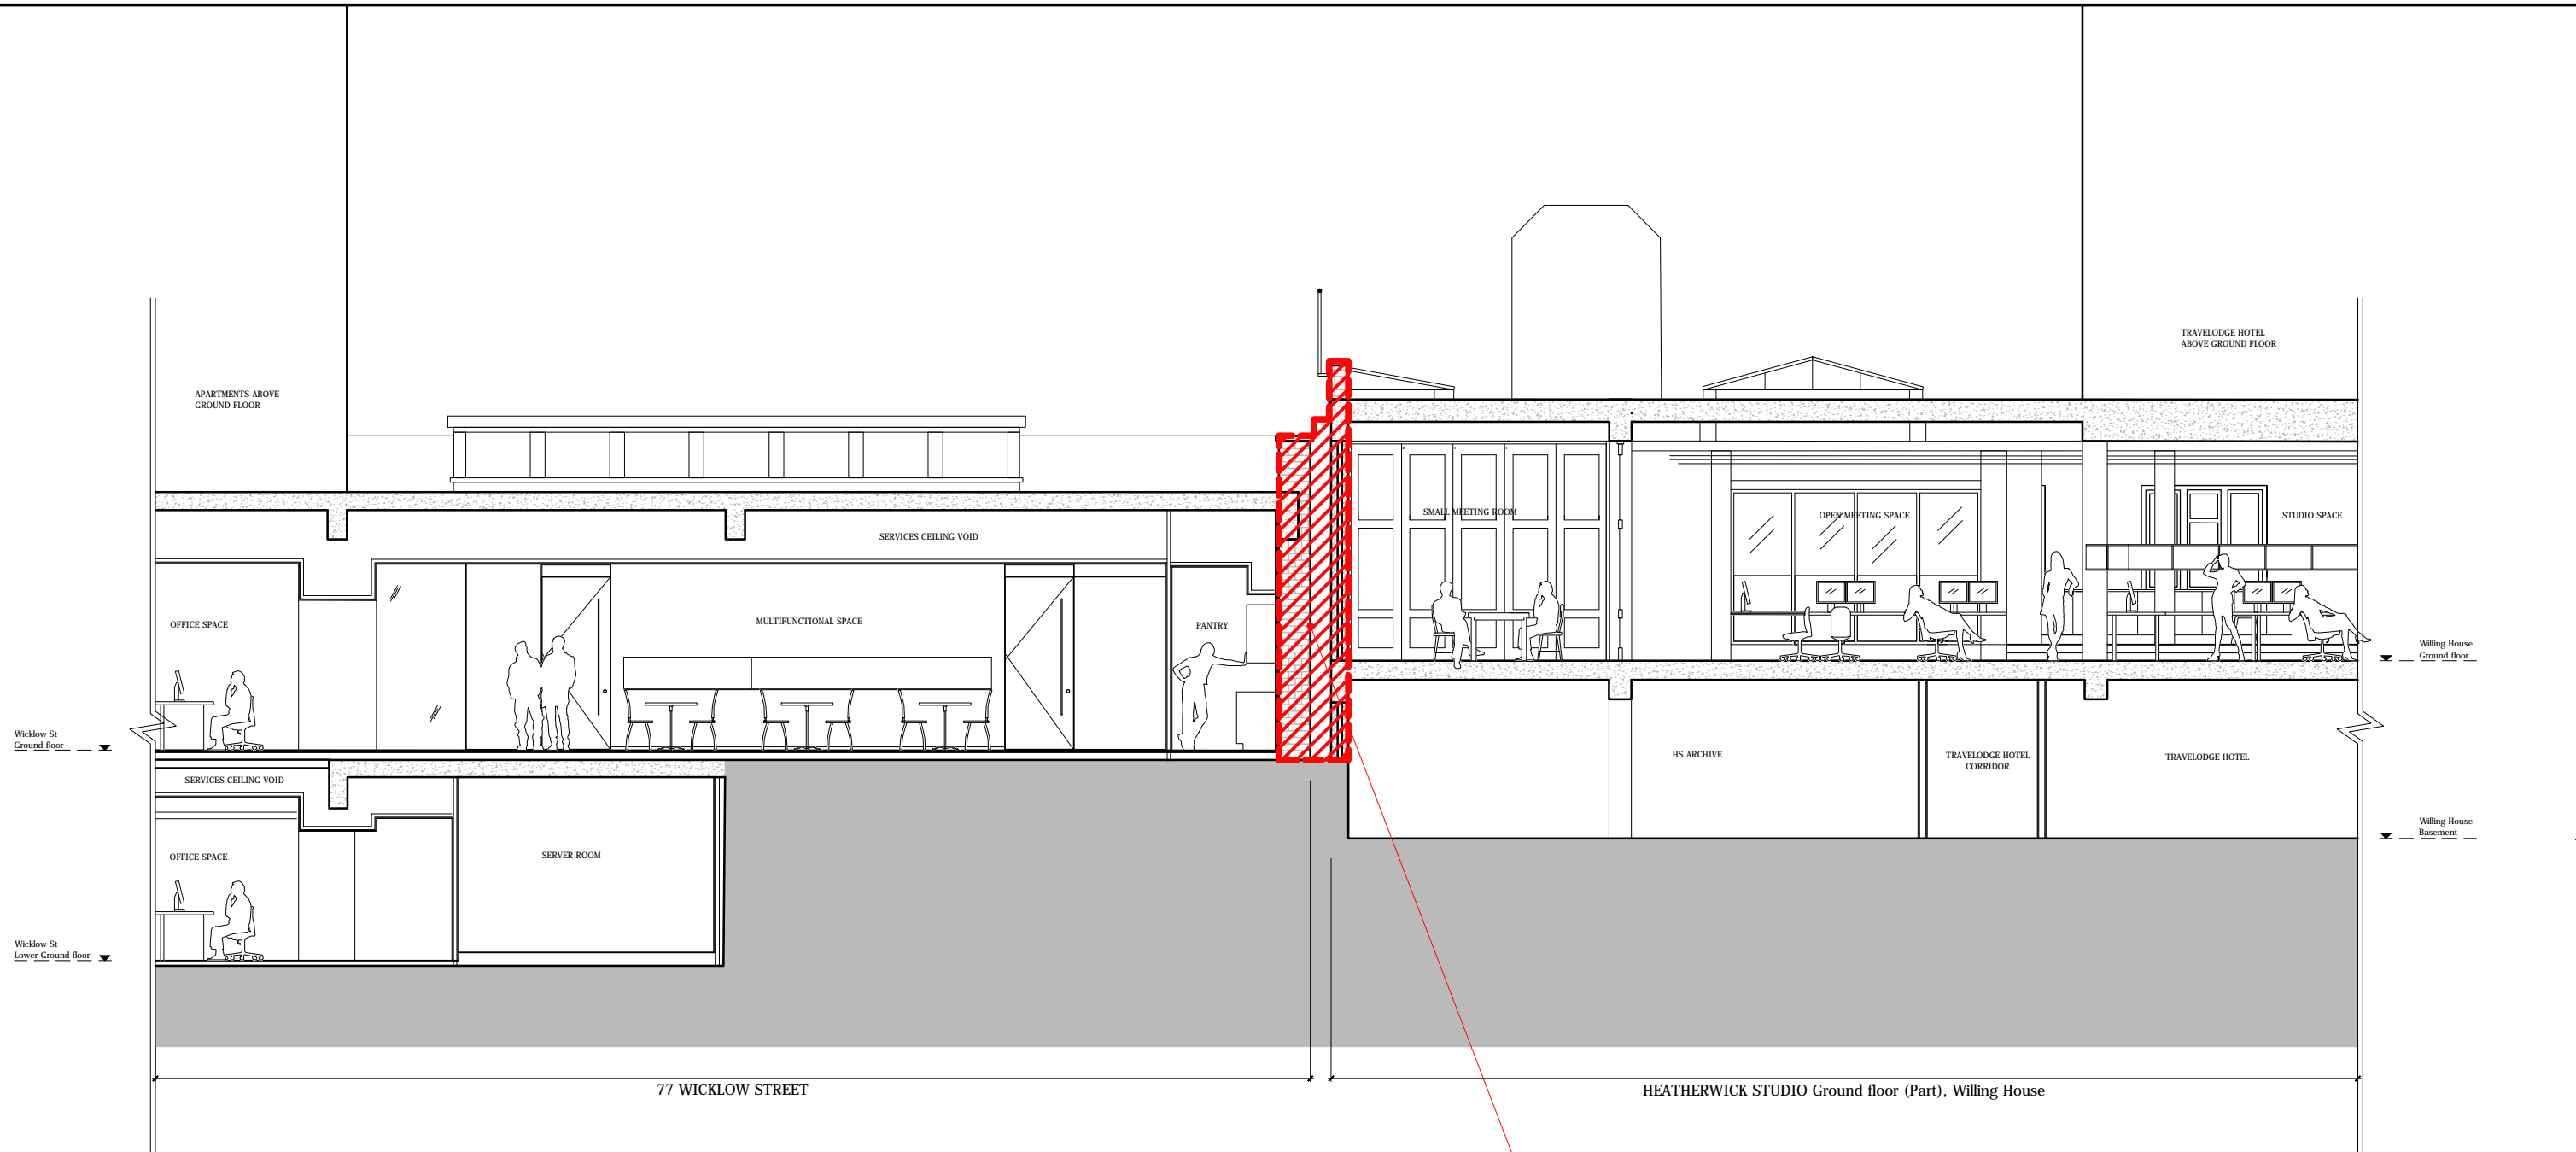 TRAVELODGE HOTEL
ABOVE GROUND FLOOR
APARTMENTS ABOVE
GROUND FLOOR
SMALL MEETING ROOM
OPEN MEETING SPACE
STUDIO SPACE
SERVICES CEILING VOID
OFFICE SPACE
MULTIFUNCTIONAL SPACE
PANTRY
Willing House
Ground floor
Wicklow St
Ground floor
HS ARCHIVE
TRAVELODGE HOTEL
CORRIDOR
TRAVELODGE HOTEL
SERVICES CEILING VOID
Willing House
Basement
OFFICE SPACE
SERVER ROOM
Wicklow St
Lower Ground floor
77 WICKLOW STREET
HEATHERWICK STUDIO Ground floor (Part), Willing House